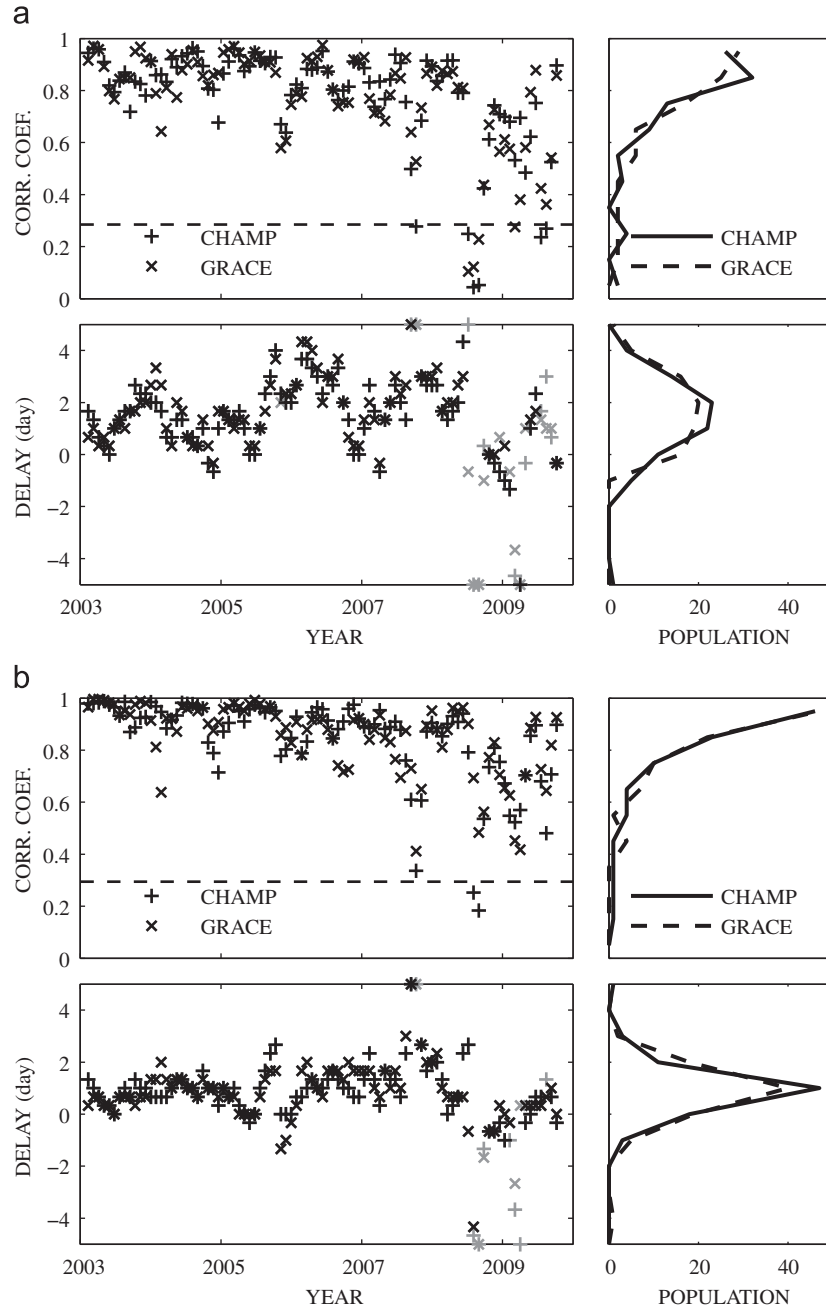 a
1
0.8
0.6
0.4
0.2
0
CORR. COEF.
CHAMP
GRACE
CHAMP
GRACE
4
2
0
−2
−4
DELAY (day)
2003 2005 2007 2009
YEAR
0 20 40
POPULATION
b
1
0.8
0.6
0.4
0.2
0
CORR. COEF.
CHAMP
GRACE
CHAMP
GRACE
4
2
0
−2
−4
DELAY (day)
2003 2005 2007 2009
YEAR
0 20 40
POPULATION